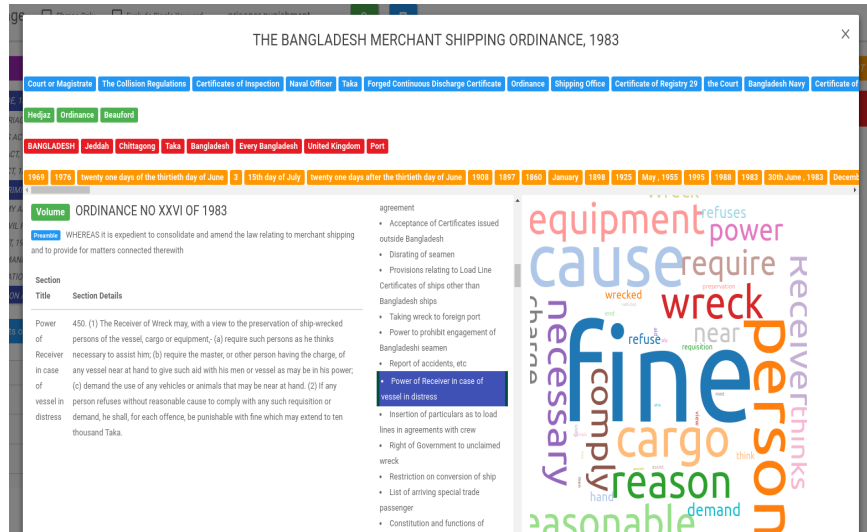 THE BANGLADESH MERCHANT SHIPPING ORDINANCE, 1983
X
Court or Magistrate The Collision Regulations Certificates of Inspection Naval Officer Taka Forged Continuous Discharge Certificate Ordinance Shipping Office Certificate of Registry 29 the Court Bangladesh Navy Certificate of
Hedjaz Ordinance Beauford
BANGLADESH Jeddah Chittagong Taka Bangladesh Every Bangladesh United Kingdom Port
1969 1976 twenty one days of the thirtieth day of June 3 15th day of July twenty one days after the thirtieth day of June 1908 1897 1860 January 1898 1925 May , 1955 1995 1988 1983 30th June , 1983
Volume ORDINANCE NO XXVI OF 1983
Preamble WHEREAS it is expedient to consolidate and amend the law relating to merchant shipping
and to provide for matters connected therewith
Section
Title Section Details
Power
of
Receiver
in case
of
vessel in
distress
450. (1) The Receiver of Wreck may, with a view to the preservation of ship-wrecked
persons of the vessel, cargo or equipment,- (a) require such persons as he thinks
necessary to assist him; (b) require the master, or other person having the charge, of
any vessel near at hand to give such aid with his men or vessel as may be in his power;
(c) demand the use of any vehicles or animals that may be near at hand. (2) If any
person refuses without reasonable cause to comply with any such requisition or
demand, he shall, for each offence, be punishable with fine which may extend to ten
thousand Taka.
agreement
• Acceptance of Certificates issued
outside Bangladesh
• Disrating of seamen
• Provisions relating to Load Line
Certificates of ships other than
Bangladesh ships
• Taking wreck to foreign port
• Power to prohibit engagement of
Bangladeshi seamen
• Report of accidents, etc
• Power of Receiver in case of
vessel in distress
• Insertion of particulars as to load
lines in agreements with crew
• Right of Government to unclaimed
wreck
• Restriction on conversion of ship
• List of arriving special trade
passenger
• Constitution and functions of
equipment
refuses
power
cause
require
preservation
wrecked
wreck
Receiver
charge
necessary
refuse
near
requisition
fine
person
comply
cargo
thinks
think
reason
hand
demand
reasonable